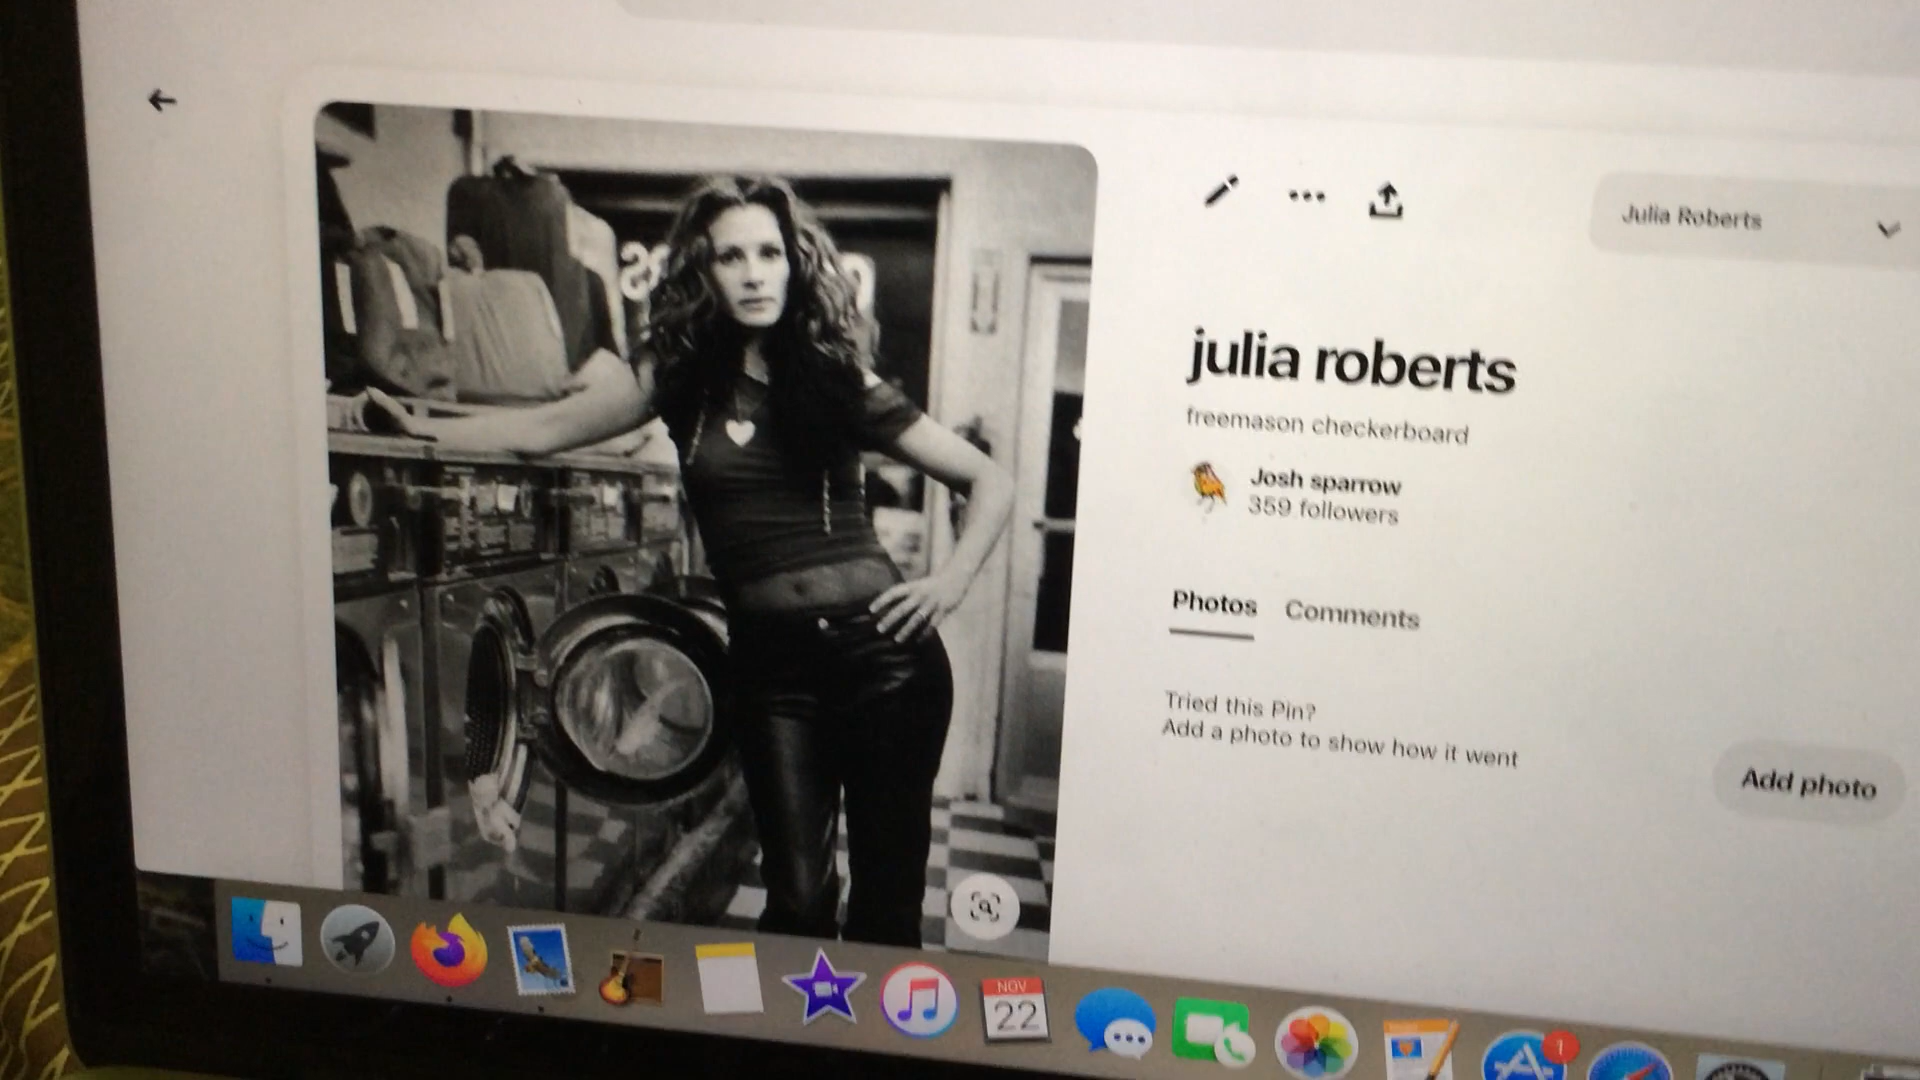 Julia Roberts
julia roberts
freemason checkerboard
Josh sparrow
359 followers
Photos Comments
Tried this Pin?
Add a photo to show how it went
Add photo
NOV
22
1